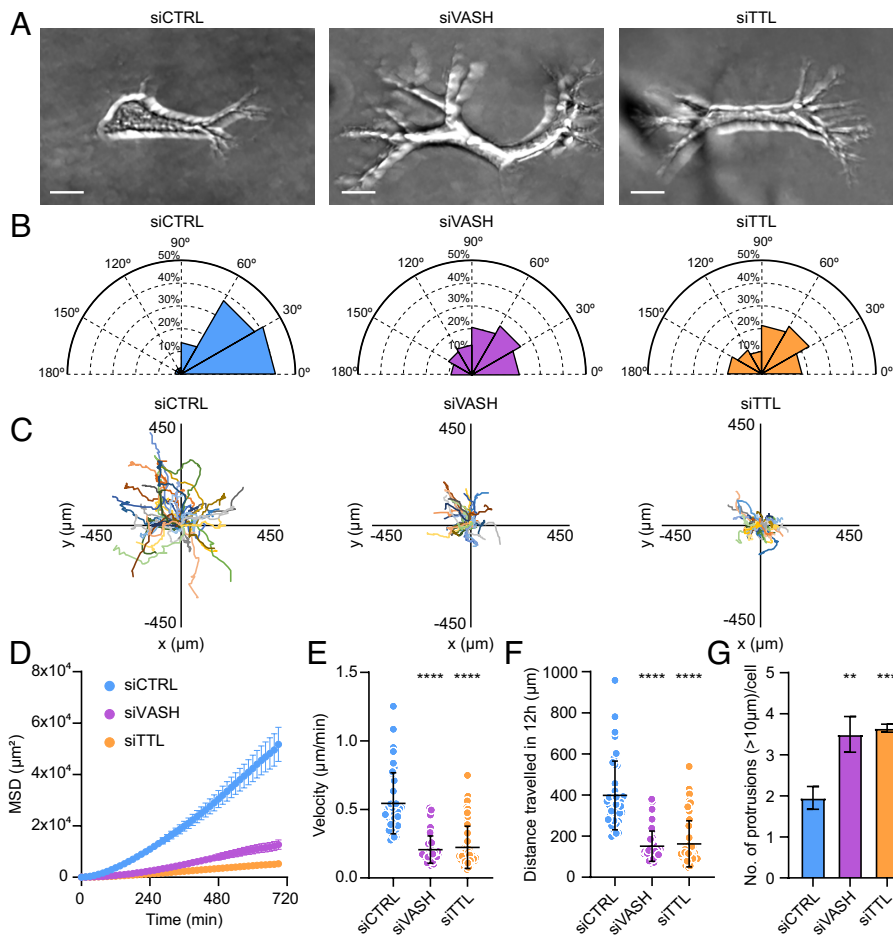 A
siCTRL
siVASH
siTTL
B
siCTRL
siVASH
siTTL
90º
120º
60º
50%
40%
150º
30º
30%
20%
10%
180º
0º
90º
120º
60º
50%
40%
150º
30º
30%
20%
10%
180º
0º
90º
120º
60º
50%
40%
150º
30º
30%
20%
10%
180º
0º
C
siCTRL
siVASH
siTTL
450
y (µm)
-450
450
-450
x (µm)
450
y (µm)
-450
450
-450
x (µm)
450
y (µm)
-450
450
-450
x (µm)
D
8x10⁴
6x10⁴
4x10⁴
2x10⁴
0
MSD (µm²)
siCTRL
siVASH
siTTL
0
240
480
720
Time (min)
E
1.5
1.0
0.5
0.0
Velocity (µm/min)
****
****
siCTRL
siVASH
siTTL
F
1000
800
600
400
200
0
Distance travelled in 12h (µm)
****
****
siCTRL
siVASH
siTTL
G
5
4
3
2
1
0
No. of protrusions (>10µm)/cell
**
siCTRL
siVASH
siTTL